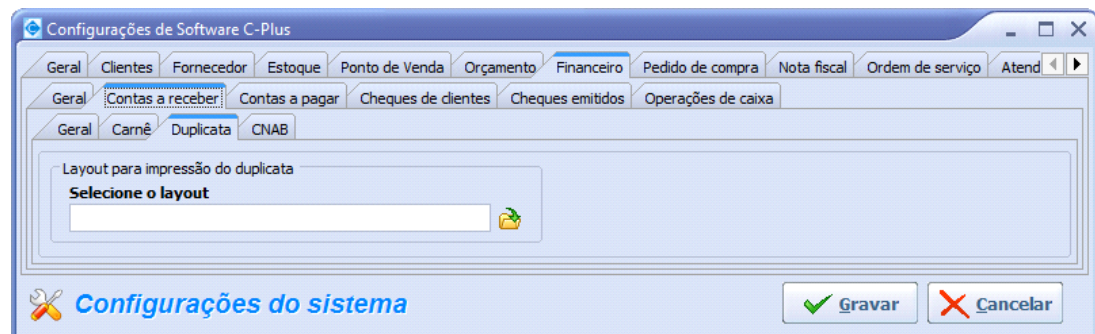 Configurações de Software C-Plus
Geral Clientes Fornecedor Estoque Ponto de Venda Orçamento Financeiro Pedido de compra Nota fiscal Ordem de serviço Atend
Geral Contas a receber Contas a pagar Cheques de clientes Cheques emitidos Operações de caixa
Geral Carnê Duplicata CNAB
Layout para impressão do duplicata
Selecione o layout
Configurações do sistema Gravar Cancelar